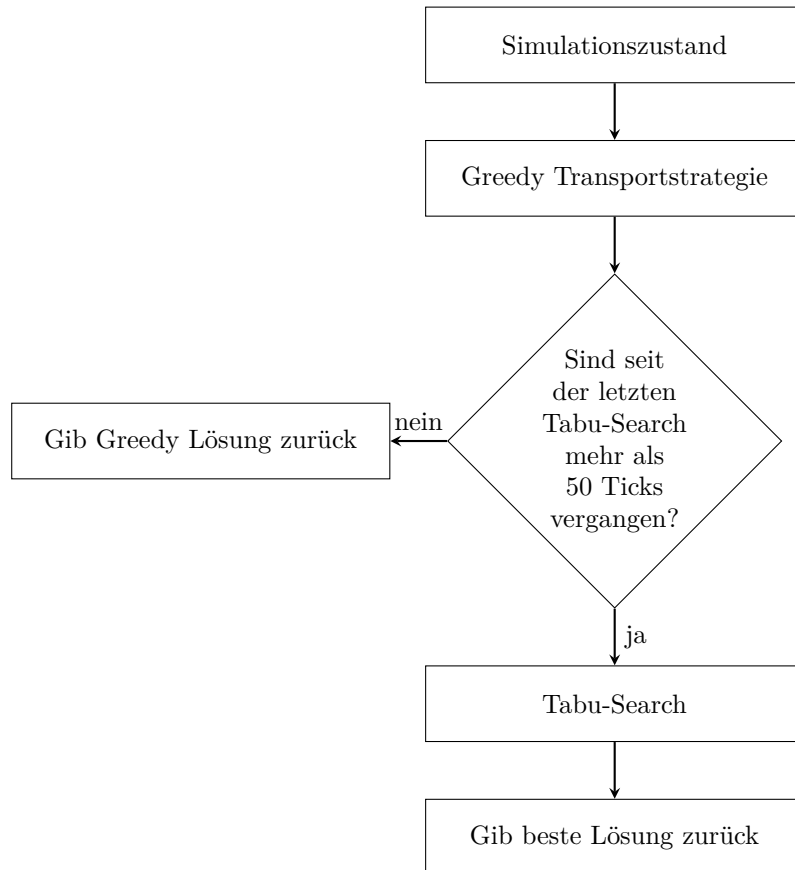 Simulationszustand
Greedy Transportstrategie
Sind seit
der letzten
Tabu-Search
mehr als
50 Ticks
vergangen?
nein
Gib Greedy Lösung zurück
ja
Tabu-Search
Gib beste Lösung zurück